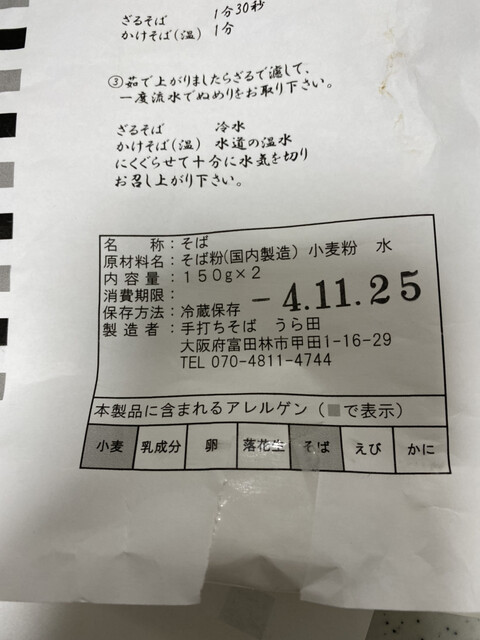 ざるそば 1分30秒
かけそば(温) 1分
③茹で上がりましたらざるで濾して、
一度流水でぬめりをお取り下さい。
ざるそば 冷水
かけそば(温) 水道の温水
にくぐらせて十分に水気を切り
お召し上がり下さい。
名 称：そば
原材料名：そば粉(国内製造) 小麦粉 水
内容量：150g×2
消費期限： -4.11.25
保存方法：冷蔵保存
製造者：手打ちそば うら田
大阪府富田林市甲田1-16-29
TEL 070-4811-4744
本製品に含まれるアレルゲン（■で表示）
小麦 乳成分 卵 落花生 そば えび かに